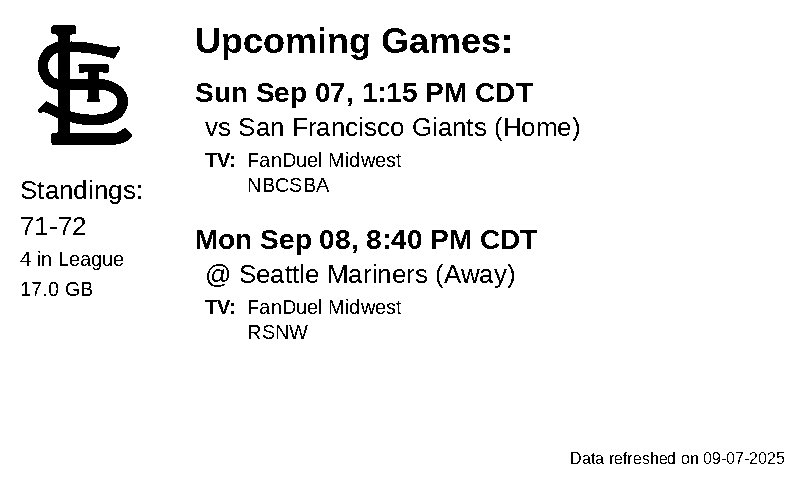 STL
Standings:
71-72
4 in League
17.0 GB
Upcoming Games:
Sun Sep 07, 1:15 PM CDT
vs San Francisco Giants (Home)
TV: FanDuel Midwest
NBCSBA
Mon Sep 08, 8:40 PM CDT
@ Seattle Mariners (Away)
TV: FanDuel Midwest
RSNW
Data refreshed on 09-07-2025